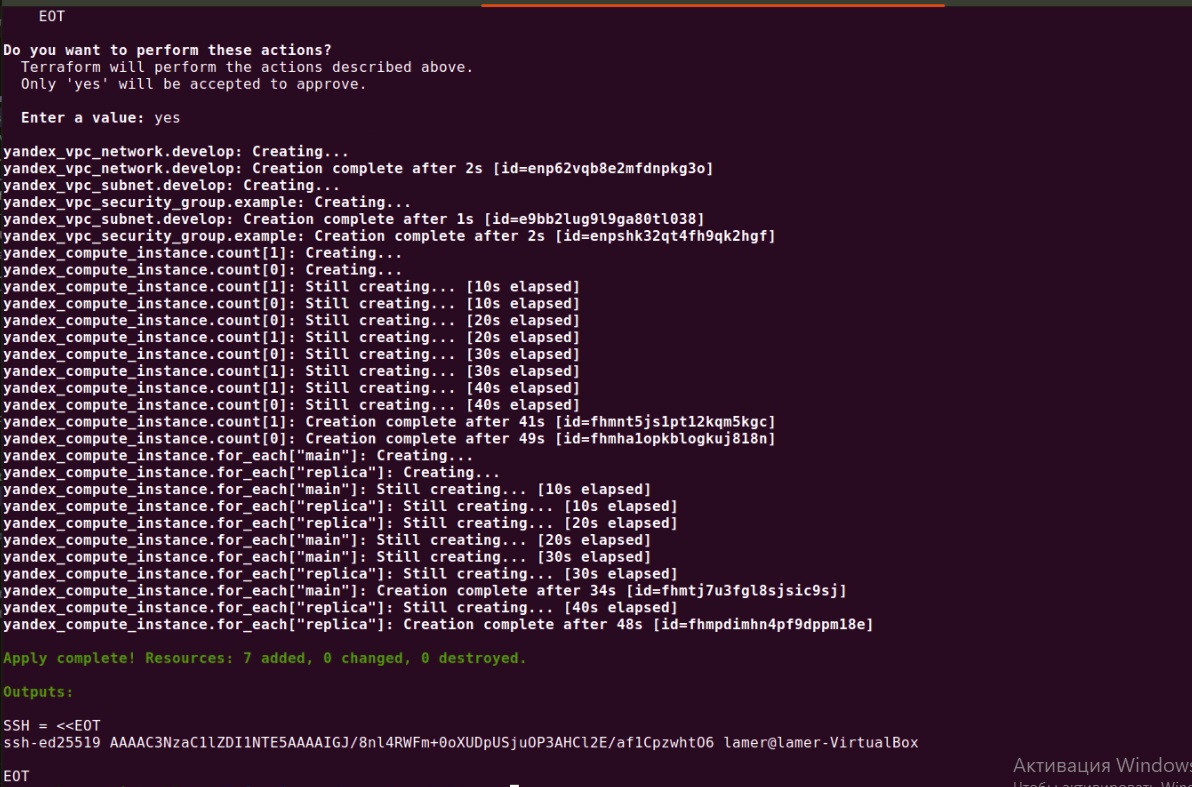 EOT
Do you want to perform these actions?
Terraform will perform the actions described above.
Only 'yes' will be accepted to approve.
Enter a value: yes
yandex_vpc_network.develop: Creating...
yandex_vpc_network.develop: Creation complete after 2s [id=enp62vqb8e2mfdnpkg3o]
yandex_vpc_subnet.develop: Creating...
yandex_vpc_security_group.example: Creating...
yandex_vpc_subnet.develop: Creation complete after 1s [id=e9bb2lug9l9ga80tl038]
yandex_vpc_security_group.example: Creation complete after 2s [id=enpshk32qt4fh9qk2hgf]
yandex_compute_instance.count[1]: Creating...
yandex_compute_instance.count[0]: Creating...
yandex_compute_instance.count[1]: Still creating... [10s elapsed]
yandex_compute_instance.count[0]: Still creating... [10s elapsed]
yandex_compute_instance.count[0]: Still creating... [20s elapsed]
yandex_compute_instance.count[1]: Still creating... [20s elapsed]
yandex_compute_instance.count[0]: Still creating... [30s elapsed]
yandex_compute_instance.count[1]: Still creating... [30s elapsed]
yandex_compute_instance.count[1]: Still creating... [40s elapsed]
yandex_compute_instance.count[0]: Still creating... [40s elapsed]
yandex_compute_instance.count[1]: Creation complete after 41s [id=fhmnt5js1pt12kqm5kgc]
yandex_compute_instance.count[0]: Creation complete after 49s [id=fhmha1opkblogkuj818n]
yandex_compute_instance.for_each["main"]: Creating...
yandex_compute_instance.for_each["replica"]: Creating...
yandex_compute_instance.for_each["main"]: Still creating... [10s elapsed]
yandex_compute_instance.for_each["replica"]: Still creating... [10s elapsed]
yandex_compute_instance.for_each["replica"]: Still creating... [20s elapsed]
yandex_compute_instance.for_each["main"]: Still creating... [20s elapsed]
yandex_compute_instance.for_each["main"]: Still creating... [30s elapsed]
yandex_compute_instance.for_each["replica"]: Still creating... [30s elapsed]
yandex_compute_instance.for_each["main"]: Creation complete after 34s [id=fhmtj7u3fgl8sjsic9sj]
yandex_compute_instance.for_each["replica"]: Still creating... [40s elapsed]
yandex_compute_instance.for_each["replica"]: Creation complete after 48s [id=fhmpdimhn4pf9dppm18e]
Apply complete! Resources: 7 added, 0 changed, 0 destroyed.
Outputs:
SSH = <<EOT
ssh-ed25519 AAAAC3NzaC1lZDI1NTE5AAAAIGJ/8nl4RWFm+0oXUDpUSjuOP3AHCl2E/af1CpzwhtO6 lamer@lamer-VirtualBox
Активация Windows
EOT